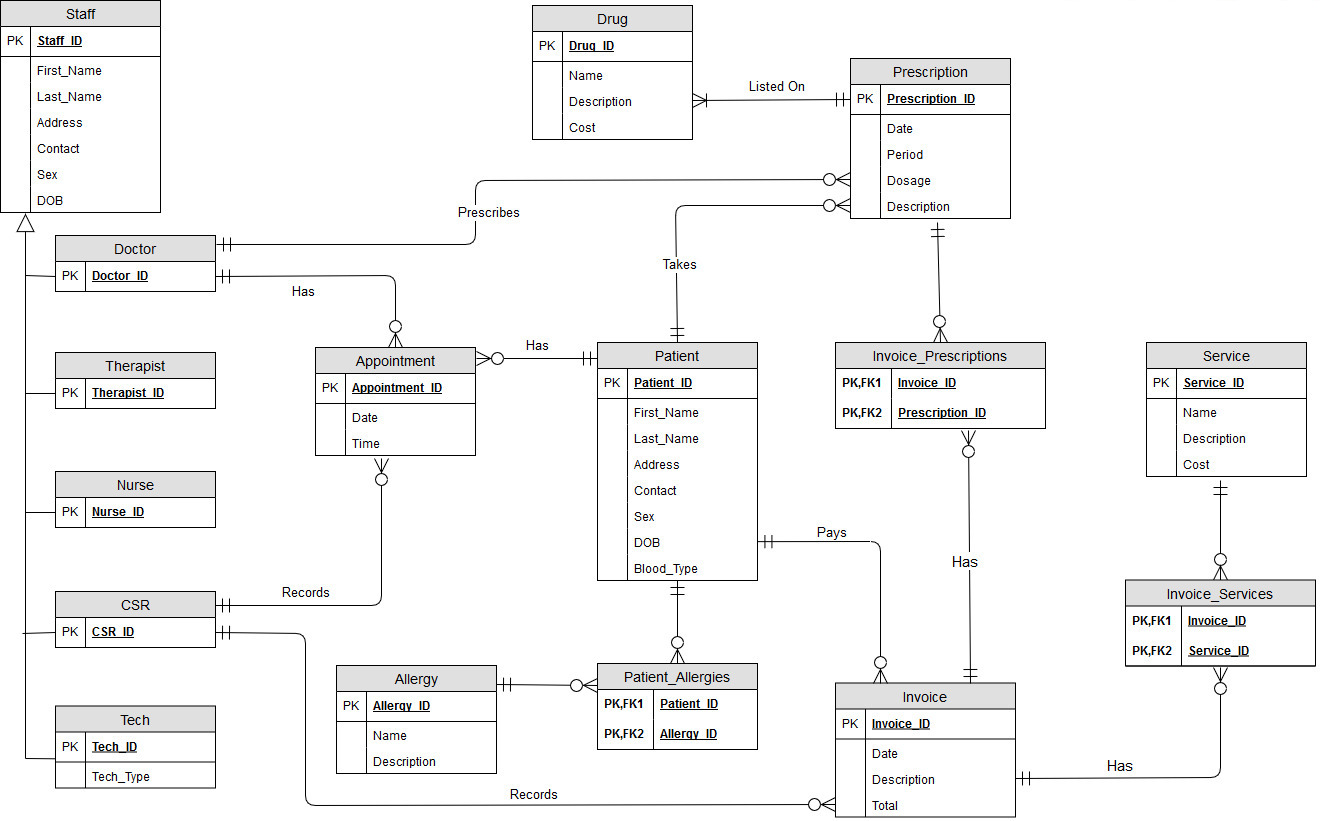 Staff
PK Staff_ID
First_Name
Last_Name
Address
Contact
Sex
DOB
Drug
PK Drug_ID
Name
Description
Cost
Listed On
Prescription
PK Prescription_ID
Date
Period
Dosage
Description
Prescribes
Takes
Doctor
PK Doctor_ID
Has
Therapist
PK Therapist_ID
Appointment
PK Appointment_ID
Date
Time
Has
Patient
PK Patient_ID
First_Name
Last_Name
Address
Contact
Sex
DOB
Blood_Type
Invoice_Prescriptions
PK,FK1 Invoice_ID
PK,FK2 Prescription_ID
Service
PK Service_ID
Name
Description
Cost
Nurse
PK Nurse_ID
Pays
Has
CSR
PK CSR_ID
Records
Invoice_Services
PK,FK1 Invoice_ID
PK,FK2 Service_ID
Allergy
PK Allergy_ID
Name
Description
Patient_Allergies
PK,FK1 Patient_ID
PK,FK2 Allergy_ID
Tech
PK Tech_ID
Tech_Type
Invoice
PK Invoice_ID
Date
Description
Total
Has
Records